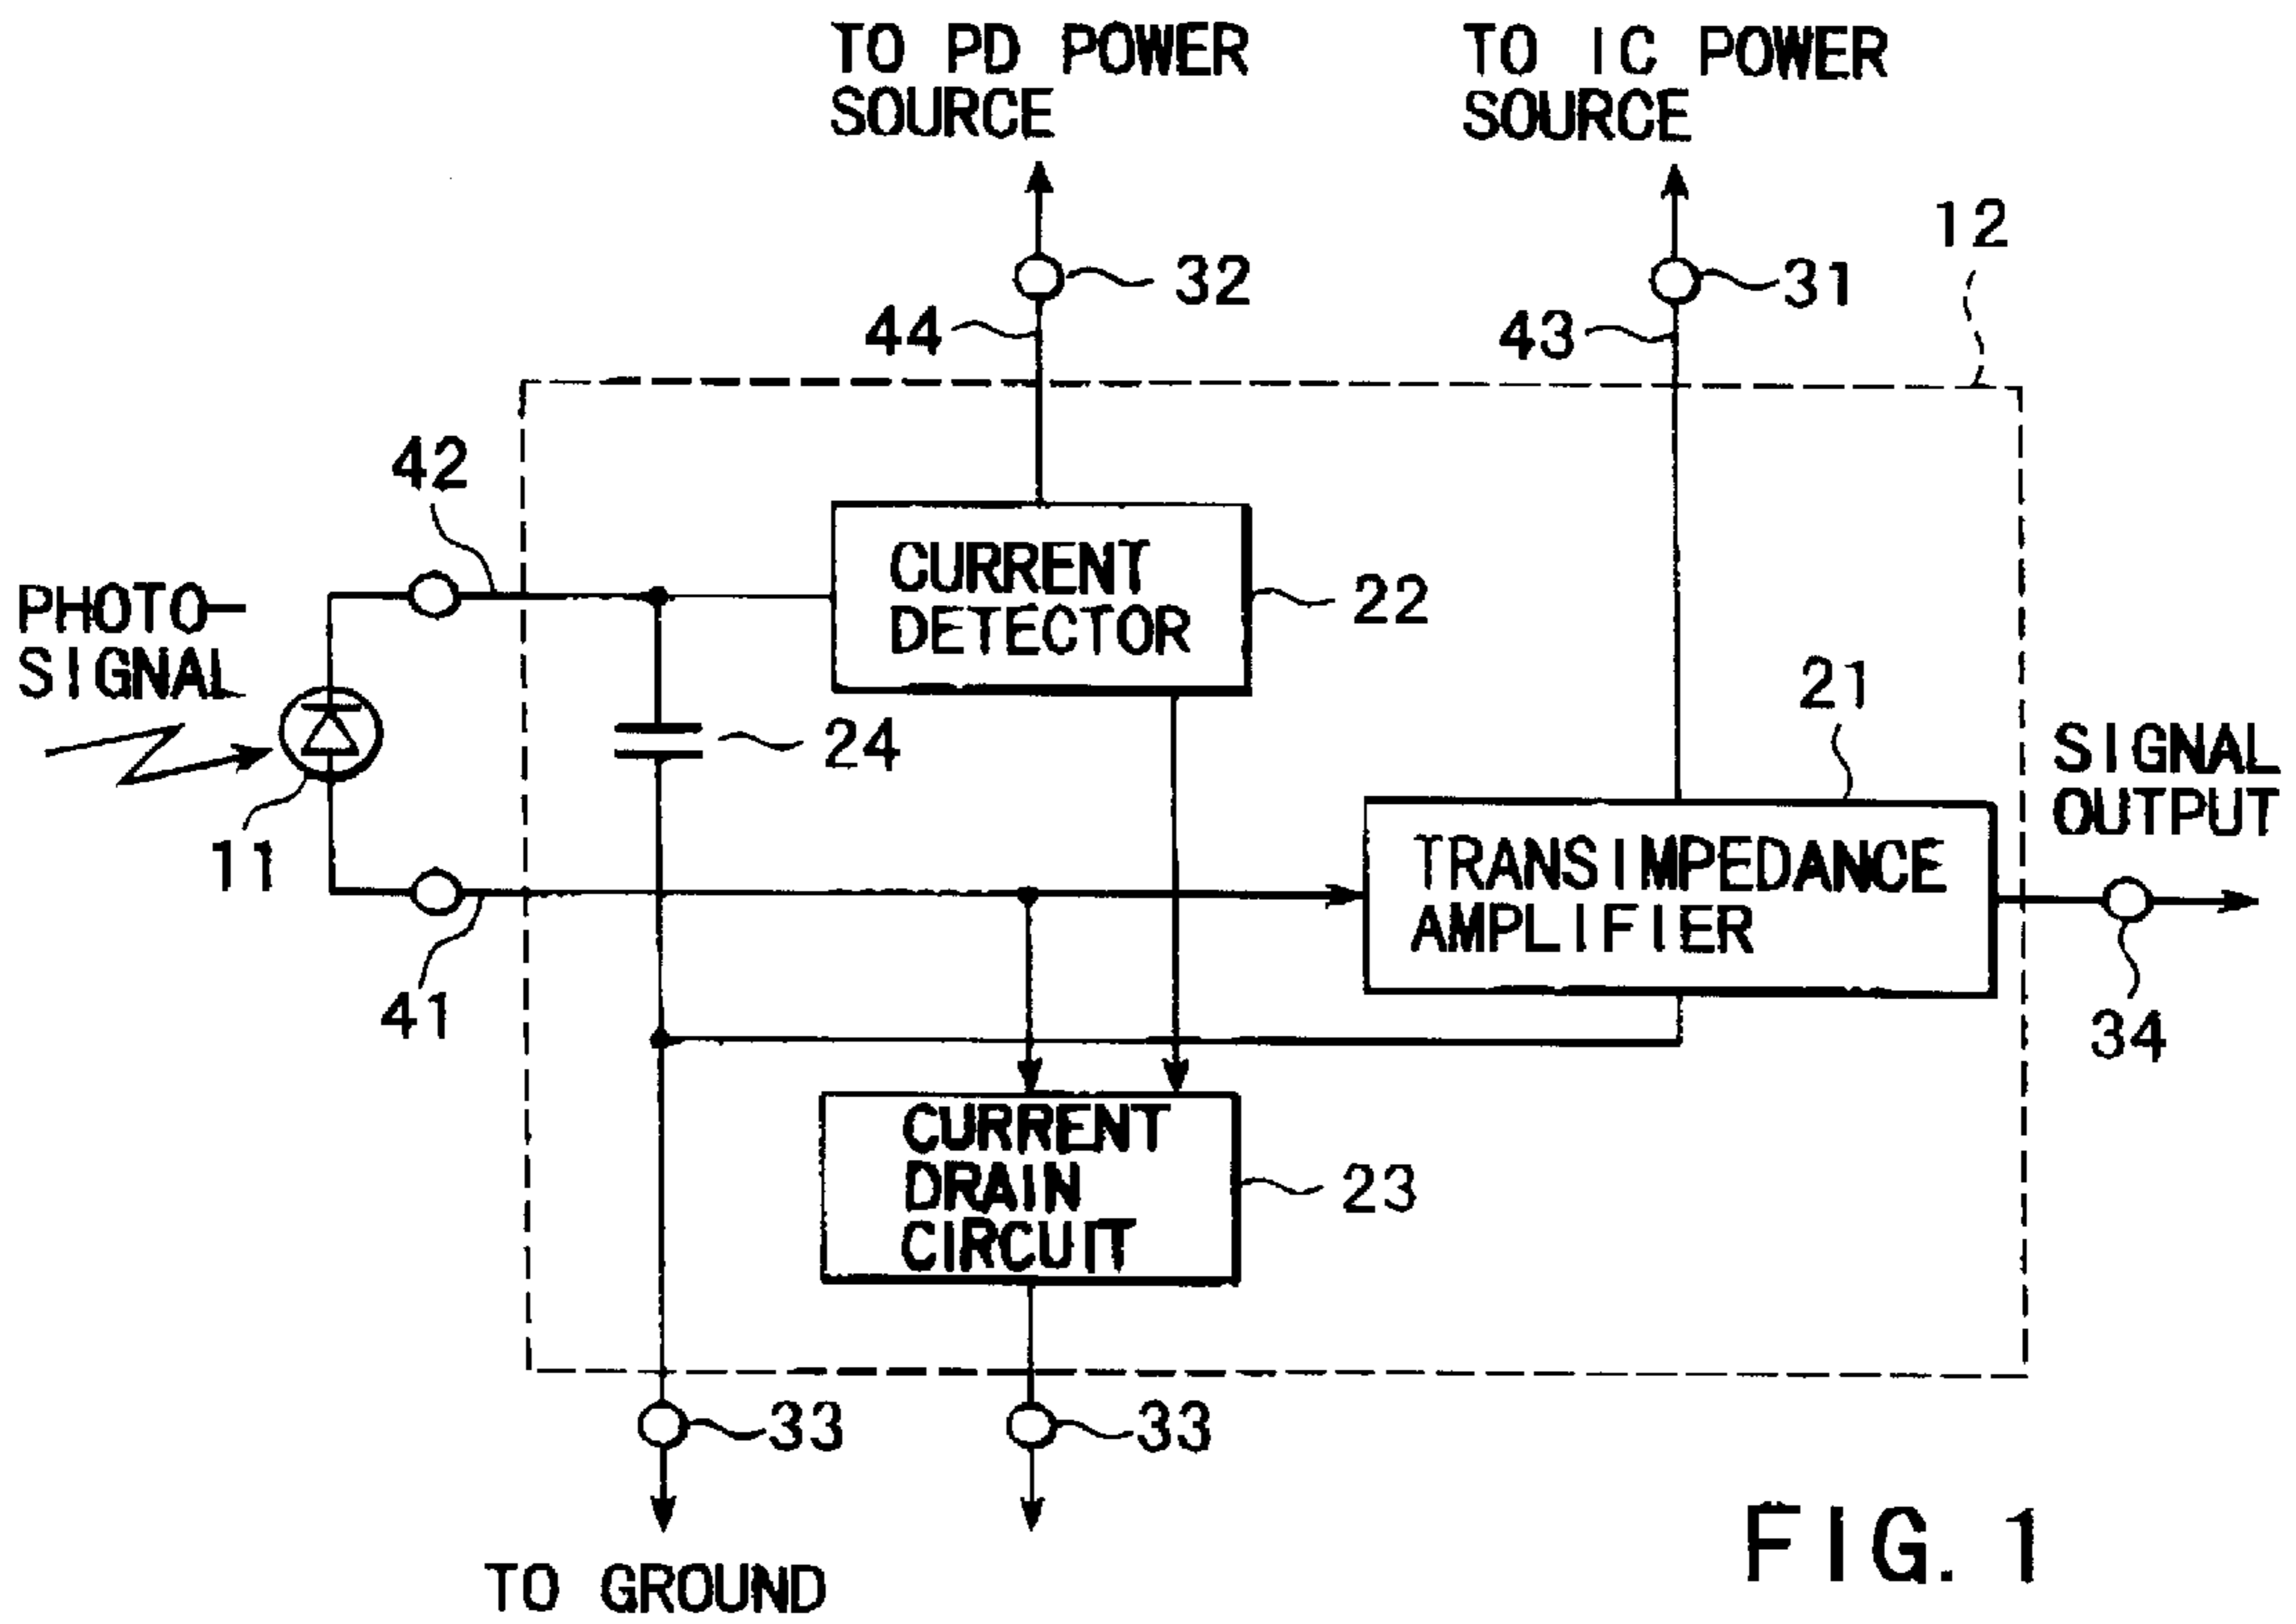 TO PD POWER
SOURCE
TO IC POWER
SOURCE
12
32
31
44
43
42
CURRENT
DETECTOR
22
PHOTO-
SIGNAL
24
21
SIGNAL
OUTPUT
11
TRANSIMPEDANCE
AMPLIFIER
41
34
CURRENT
DRAIN
CIRCUIT
23
33
33
TO GROUND
FIG. 1